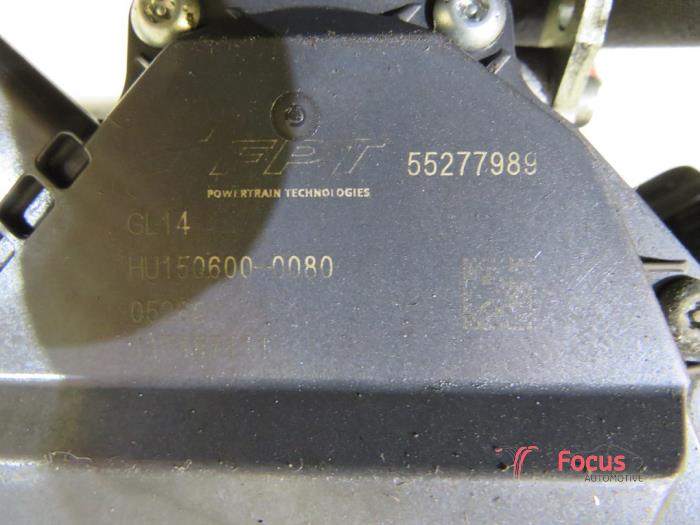 FPT 55277989
POWERTRAIN TECHNOLOGIES
GL14
HU150600-0080
Focus
AUTOMOTIVE